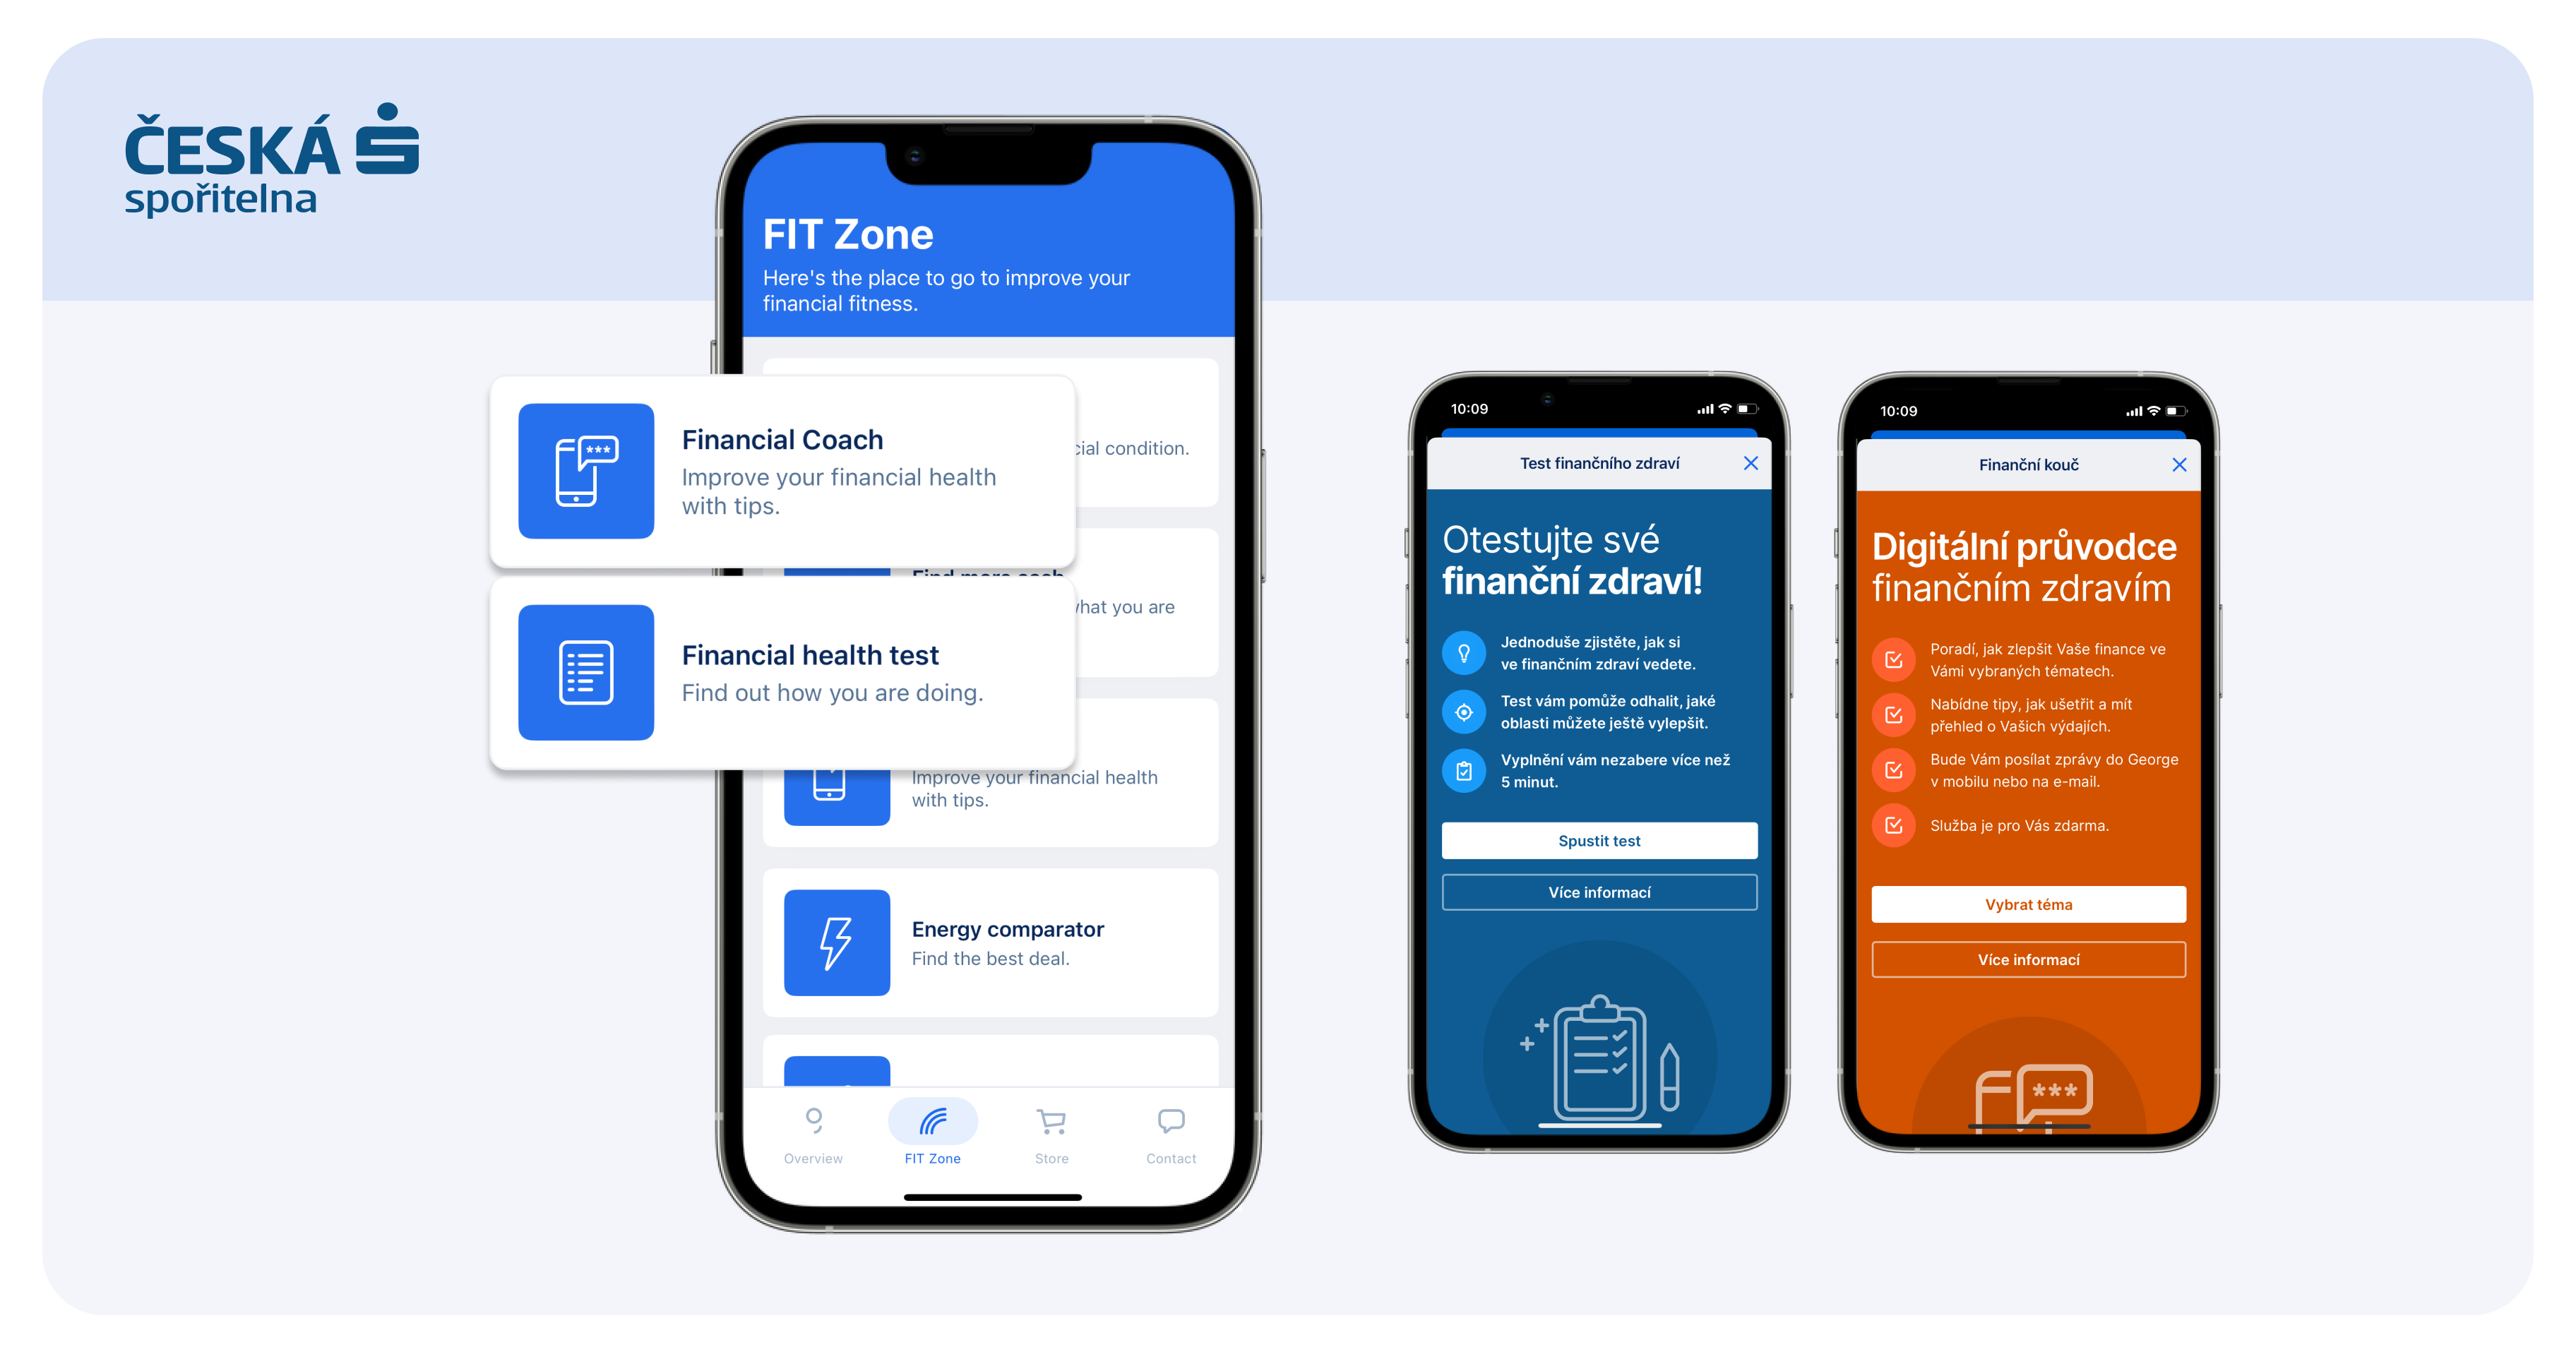 ČESKÁ
spořitelna
FIT Zone
Here's the place to go to improve your
financial fitness.
condition.
Financial Coach
Improve your financial health
with tips.
Find more cash
you are
Financial health test
Find out how you are doing.
Improve your financial health
with tips.
Energy comparator
Find the best deal.
Overview
FIT Zone
Store
Contact
10:09
Test finančního zdraví
Otestujte své
finanční zdraví!
Jednoduše zjistěte, jak si
ve finančním zdraví vedete.
Test vám pomůže odhalit, jaké
oblasti můžete ještě vylepšit.
Vyplnění vám nezabere více než
5 minut.
Spustit test
Více informací
10:09
Finanční kouč
Digitální průvodce
finančním zdravím
Poradí, jak zlepšit Vaše finance ve
Vámi vybraných tématech.
Nabídne tipy, jak ušetřit a mít
přehled o Vašich výdajích.
Bude Vám posílat zprávy do George
v mobilu nebo na e-mail.
Služba je pro Vás zdarma.
Vybrat téma
Více informací